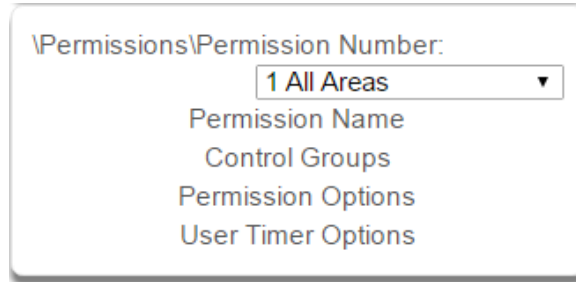 \Permissions\Permission Number:
1 All Areas
Permission Name
Control Groups
Permission Options
User Timer Options